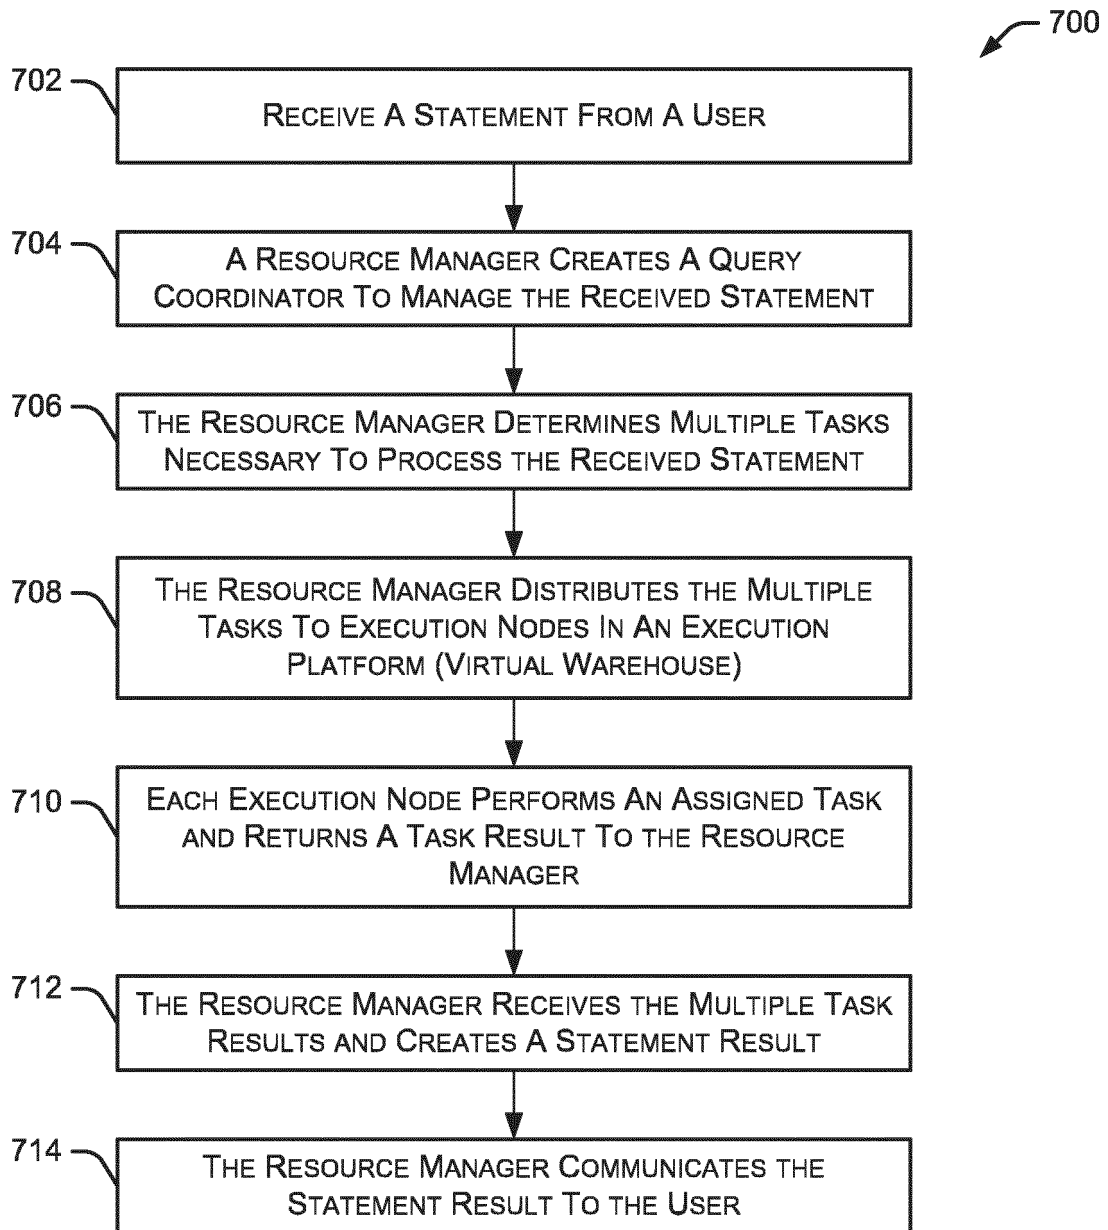 700
702
RECEIVE A STATEMENT FROM A USER
704
A RESOURCE MANAGER CREATES A QUERY
COORDINATOR TO MANAGE THE RECEIVED STATEMENT
706
THE RESOURCE MANAGER DETERMINES MULTIPLE TASKS
NECESSARY TO PROCESS THE RECEIVED STATEMENT
708
THE RESOURCE MANAGER DISTRIBUTES THE MULTIPLE
TASKS TO EXECUTION NODES IN AN EXECUTION
PLATFORM (VIRTUAL WAREHOUSE)
710
EACH EXECUTION NODE PERFORMS AN ASSIGNED TASK
AND RETURNS A TASK RESULT TO THE RESOURCE
MANAGER
712
THE RESOURCE MANAGER RECEIVES THE MULTIPLE TASK
RESULTS AND CREATES A STATEMENT RESULT
714
THE RESOURCE MANAGER COMMUNICATES THE
STATEMENT RESULT TO THE USER